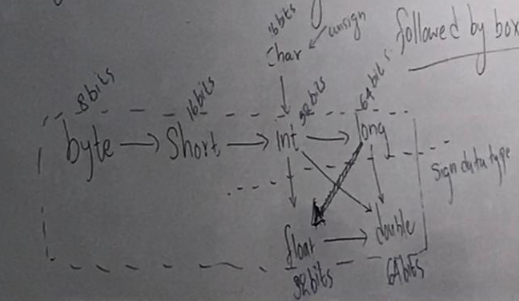 16bits
unsign
char
followed by box
8bits
16bits
32bits
64bits
byte → Short → Int → long
sign data type
float → double
32bits
64bits